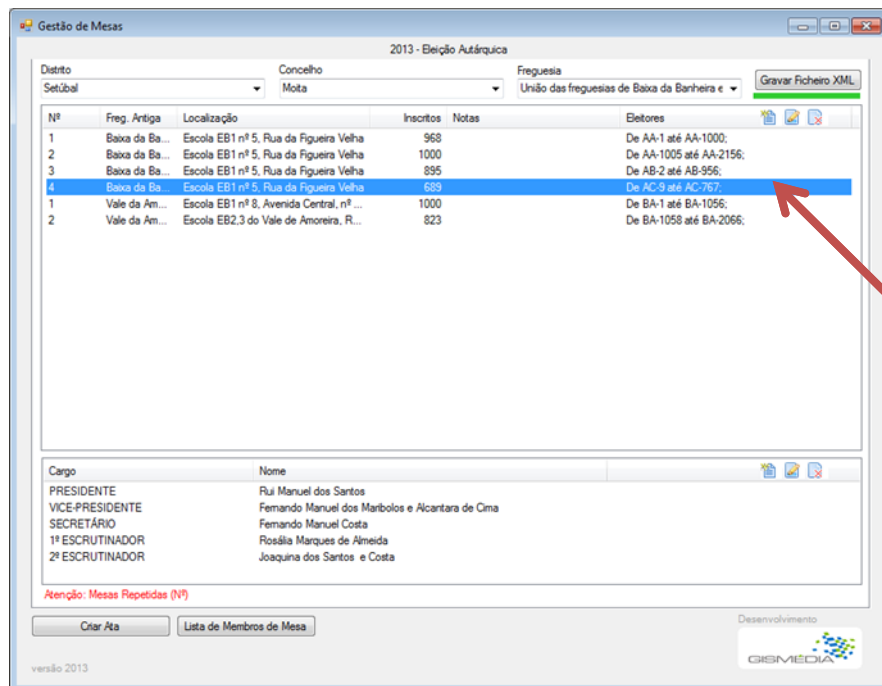 Gestão de Mesas
2013 - Eleição Autárquica
Distrito Concelho Freguesia
Setúbal Moita União das freguesias de Baixa da Banheira e Gravar Ficheiro XML
Nº Freg. Antiga Localização Inscritos Notas Eleitores
1 Baixa da Ba... Escola EB1 nº 5, Rua da Figueira Velha 968 De AA-1 até AA-1000;
2 Baixa da Ba... Escola EB1 nº 5, Rua da Figueira Velha 1000 De AA-1005 até AA-2156;
3 Baixa da Ba... Escola EB1 nº 5, Rua da Figueira Velha 895 De AB-2 até AB-956;
4 Baixa da Ba... Escola EB1 nº 5, Rua da Figueira Velha 689 De AC-9 até AC-767;
1 Vale da Am... Escola EB1 nº 8, Avenida Central, nº ... 1000 De BA-1 até BA-1056;
2 Vale da Am... Escola EB2,3 do Vale de Amoreira, R... 823 De BA-1058 até BA-2066;
Cargo Nome
PRESIDENTE Rui Manuel dos Santos
VICE-PRESIDENTE Fernando Manuel dos Maribolos e Alcantara de Cima
SECRETÁRIO Fernando Manuel Costa
1º ESCRUTINADOR Rosália Marques de Almeida
2º ESCRUTINADOR Joaquina dos Santos e Costa
Atenção: Mesas Repetidas (Nº)
Criar Ata Lista de Membros de Mesa
Desenvolvimento
GISMÉDIA
versão 2013